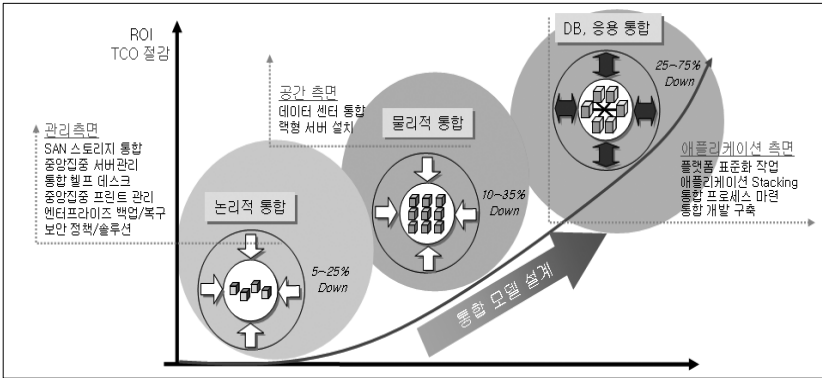 ROI
TCO 절감
DB, 응용 통합
25~75%
Down
공간 측면
데이터 센터 통합
랙형 서버 설치
물리적 통합
10~35%
Down
관리측면
SAN 스토리지 통합
중앙집중 서버관리
통합 헬프 데스크
중앙집중 프린트 관리
엔터프라이즈 백업/복구
보안 정책/솔루션
논리적 통합
5~25%
Down
애플리케이션 측면
플랫폼 표준화 작업
애플리케이션 Stacking
통합 프로세스 마련
통합 개발 구축
통합 모델 설계